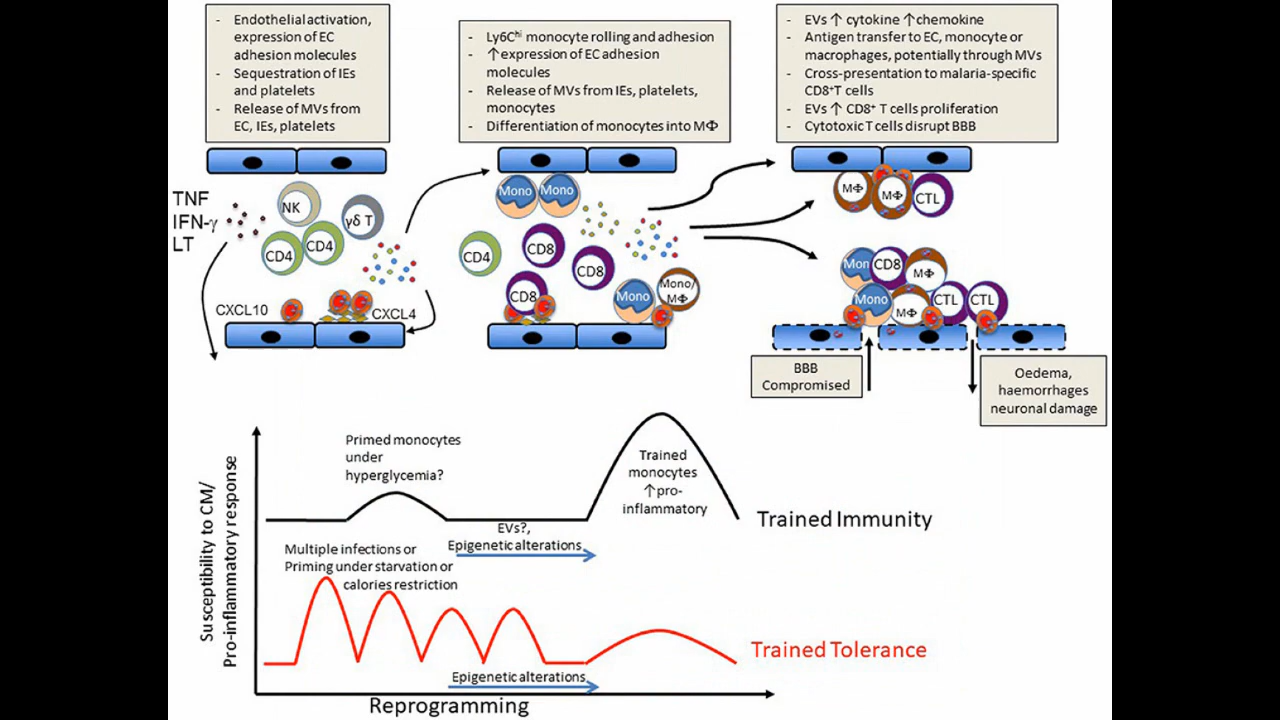 - Endothelial activation,
expression of EC
adhesion molecules
- Sequestration of IEs
and platelets
- Release of MVs from
EC, IEs, platelets
- Ly6Cʰⁱ monocyte rolling and adhesion
- ↑expression of EC adhesion
molecules
- Release of MVs from IEs, platelets,
monocytes
- Differentiation of monocytes into MΦ
- EVs ↑ cytokine ↑chemokine
- Antigen transfer to EC, monocyte or
macrophages, potentially through MVs
- Cross-presentation to malaria-specific
CD8⁺T cells
- EVs ↑ CD8⁺ T cells proliferation
- Cytotoxic T cells disrupt BBB
TNF
IFN-γ
LT
NK
γδ T
CD4
CD4
CXCL10
CXCL4
Mono
Mono
CD4
CD8
CD8
CD8
Mono
Mono/
MΦ
MΦ
MΦ
CTL
Mon
CD8
MΦ
Mono
MΦ
CTL
CTL
BBB
Compromised
Oedema,
haemorrhages
neuronal damage
Susceptibility to CM/
Pro-inflammatory response
Primed monocytes
under
hyperglycemia?
Trained
monocytes
↑pro-
inflammatory
Trained Immunity
EVs?,
Epigenetic alterations
Multiple infections or
Priming under starvation or
calories restriction
Trained Tolerance
Epigenetic alterations
Reprogramming